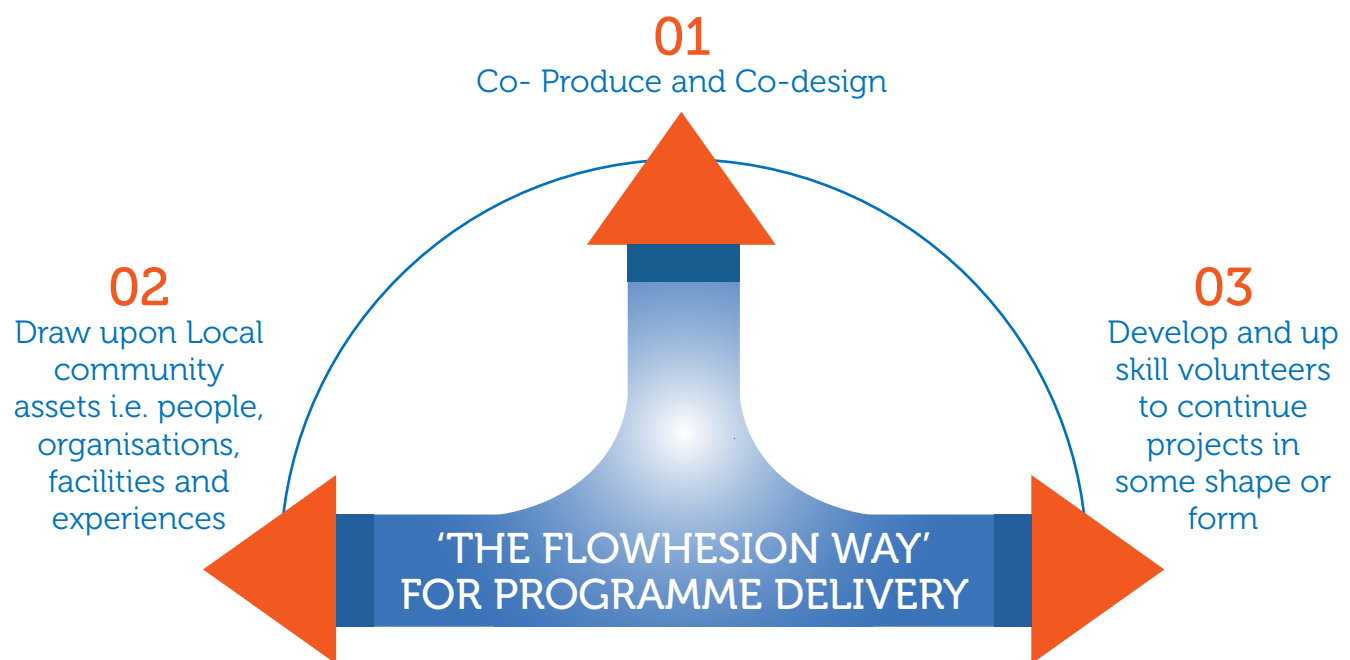 01
Co- Produce and Co-design
02
Draw upon Local
community
assets i.e. people,
organisations,
facilities and
experiences
03
Develop and up
skill volunteers
to continue
projects in
some shape or
form
‘THE FLOWHESION WAY’
FOR PROGRAMME DELIVERY